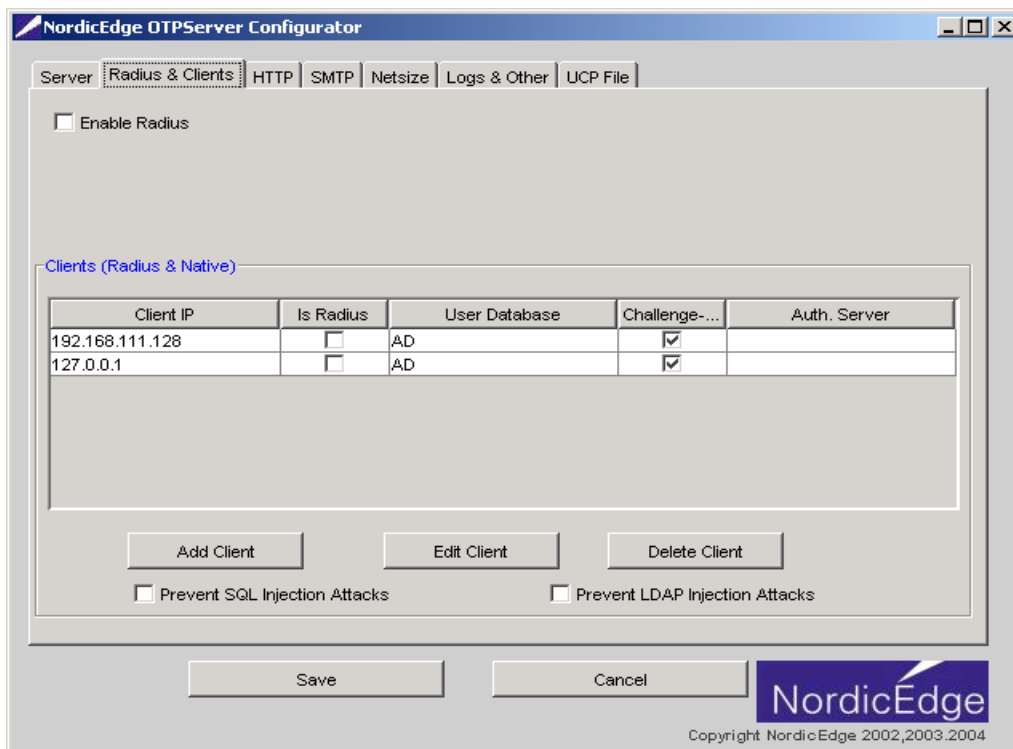 NordicEdge OTPServer Configurator
Server Radius & Clients HTTP SMTP Netsize Logs & Other UCP File
Enable Radius
Clients (Radius & Native)
Client IP Is Radius User Database Challenge-... Auth. Server
192.168.111.128 AD
127.0.0.1 AD
Add Client Edit Client Delete Client
Prevent SQL Injection Attacks Prevent LDAP Injection Attacks
Save Cancel
NordicEdge
Copyright NordicEdge 2002,2003.2004